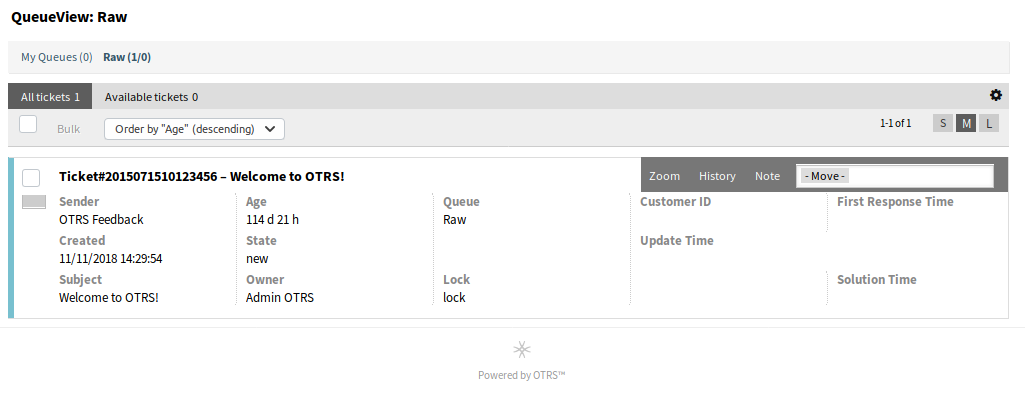 QueueView: Raw
My Queues (0) Raw (1/0)
All tickets 1 Available tickets 0
Bulk Order by "Age" (descending) 1-1 of 1 S M L
Ticket#2015071510123456 – Welcome to OTRS! Zoom History Note - Move -
Sender Age Queue Customer ID First Response Time
OTRS Feedback 114 d 21 h Raw
Created State Update Time
11/11/2018 14:29:54 new
Subject Owner Lock Solution Time
Welcome to OTRS! Admin OTRS lock
Powered by OTRS™